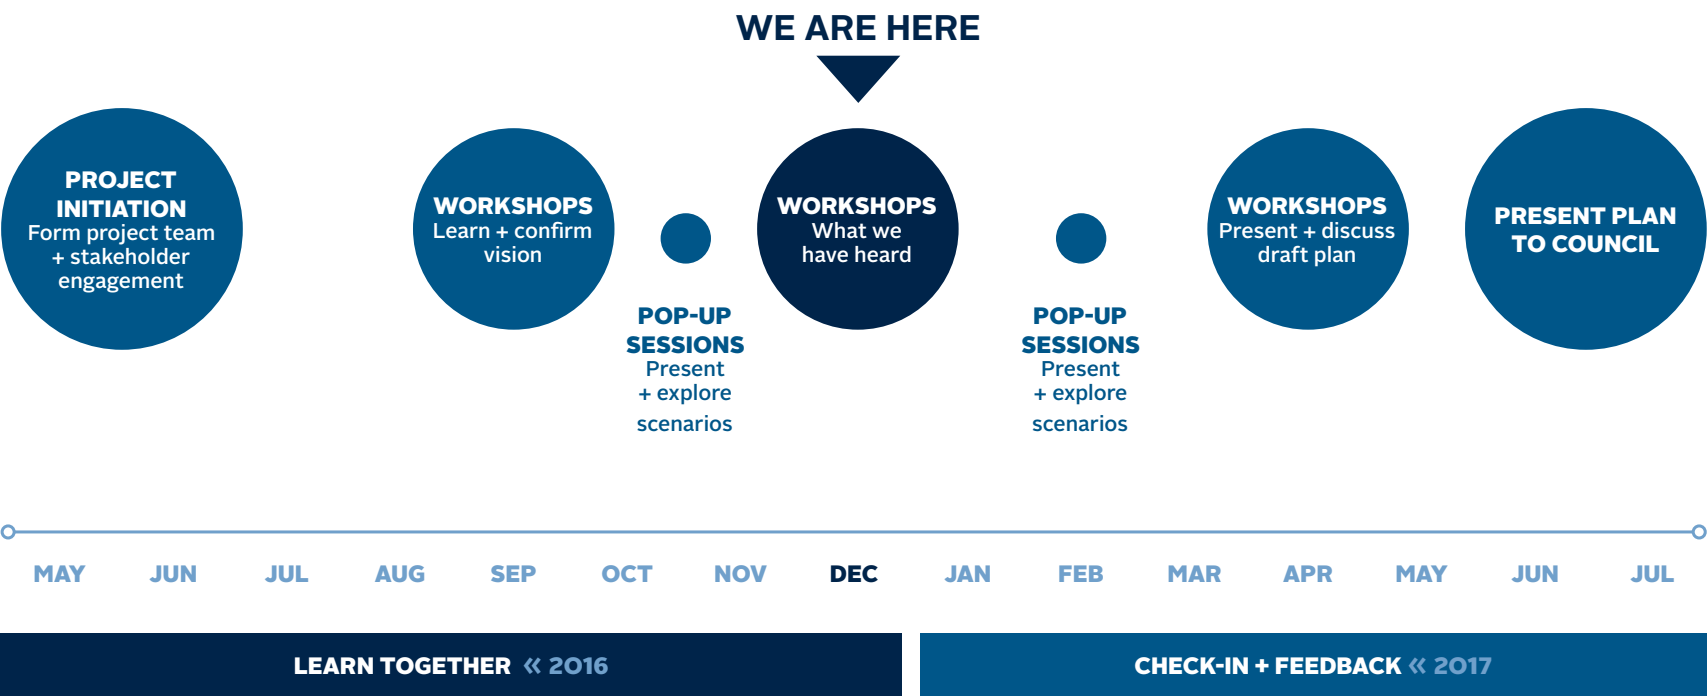 WE ARE HERE
PROJECT
INITIATION
Form project team
+ stakeholder
engagement
WORKSHOPS
Learn + confirm
vision
POP-UP
SESSIONS
Present
+ explore
scenarios
WORKSHOPS
What we
have heard
POP-UP
SESSIONS
Present
+ explore
scenarios
WORKSHOPS
Present + discuss
draft plan
PRESENT PLAN
TO COUNCIL
MAY JUN JUL AUG SEP OCT NOV DEC JAN FEB MAR APR MAY JUN JUL
LEARN TOGETHER « 2016
CHECK-IN + FEEDBACK « 2017